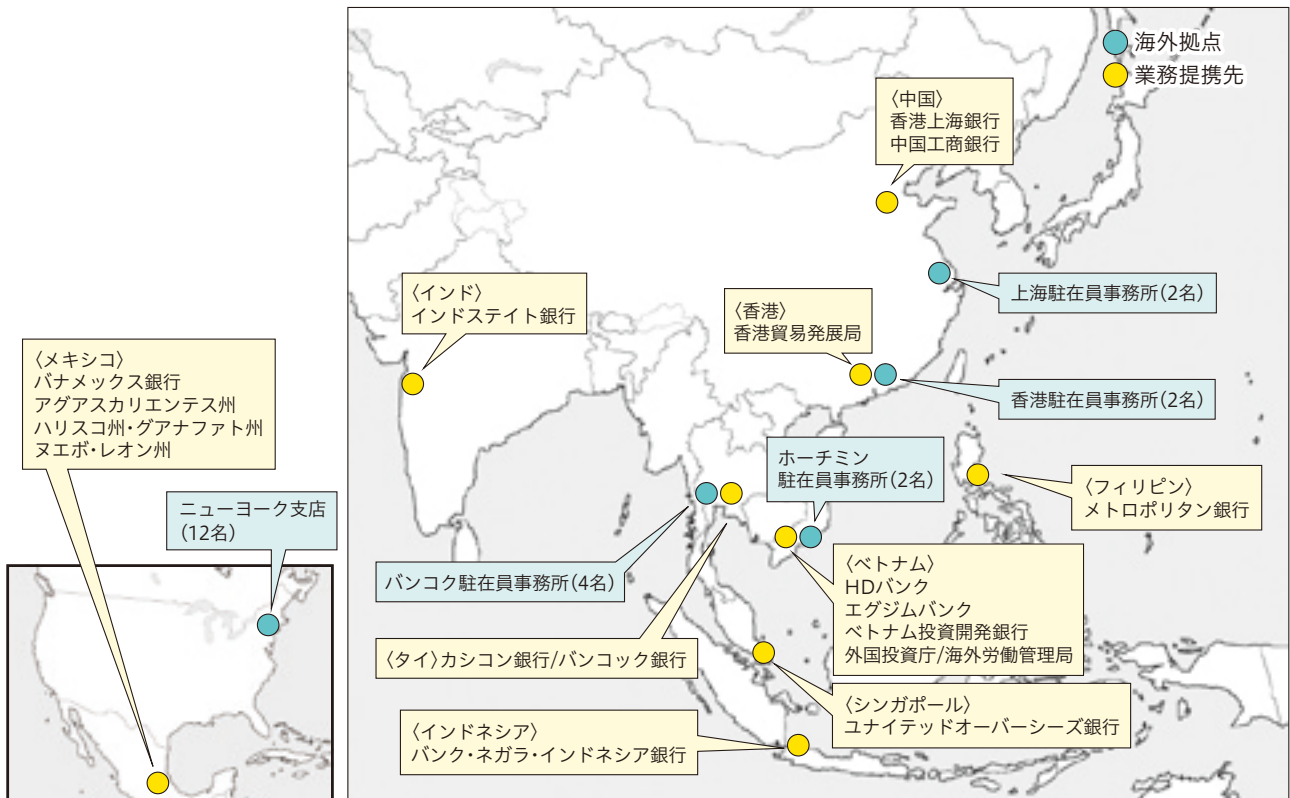 海外拠点
業務提携先
〈中国〉
香港上海銀行
中国工商銀行
上海駐在員事務所(2名)
〈インド〉
インドステイト銀行
〈香港〉
香港貿易発展局
香港駐在員事務所(2名)
〈メキシコ〉
バナメックス銀行
アグアスカリエンテス州
ハリスコ州・グアナファト州
ヌエボ・レオン州
ニューヨーク支店
(12名)
ホーチミン
駐在員事務所(2名)
〈フィリピン〉
メトロポリタン銀行
バンコク駐在員事務所(4名)
〈ベトナム〉
HDバンク
エグジムバンク
ベトナム投資開発銀行
外国投資庁/海外労働管理局
〈タイ〉カシコン銀行/バンコック銀行
〈シンガポール〉
ユナイテッドオーバーシーズ銀行
〈インドネシア〉
バンク・ネガラ・インドネシア銀行